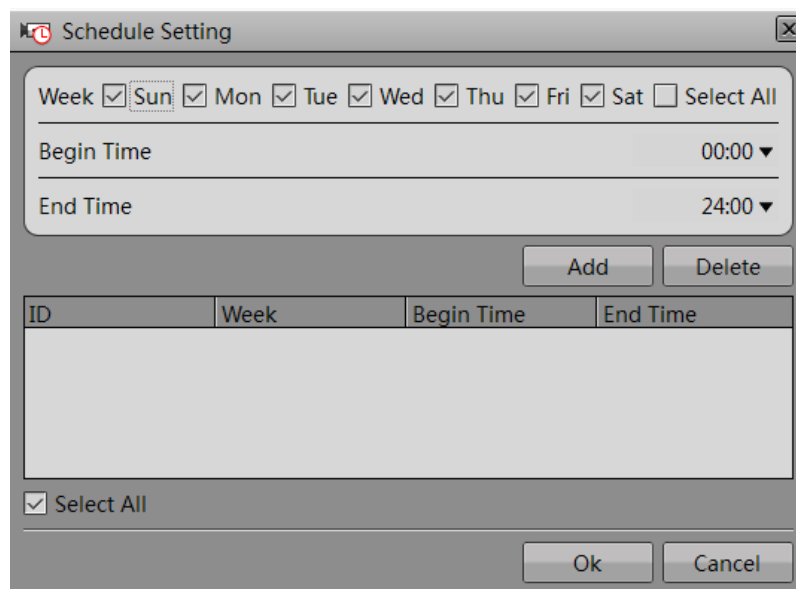 Schedule Setting
Week Sun Mon Tue Wed Thu Fri Sat Select All
Begin Time 00:00
End Time 24:00
Add Delete
ID Week Begin Time End Time
Select All
Ok Cancel